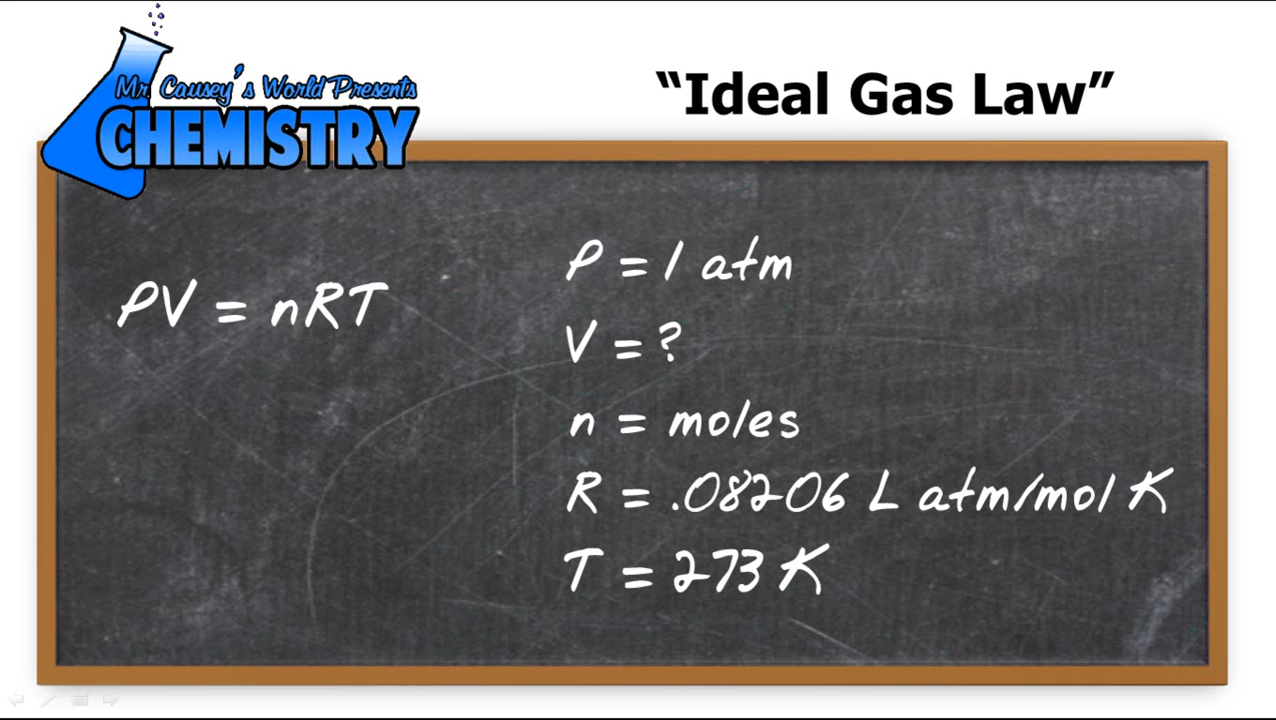 Mr. Causey's World Presents
CHEMISTRY
“Ideal Gas Law”
PV = nRT
P = 1 atm
V = ?
n = moles
R = .08206 L atm/mol K
T = 273 K